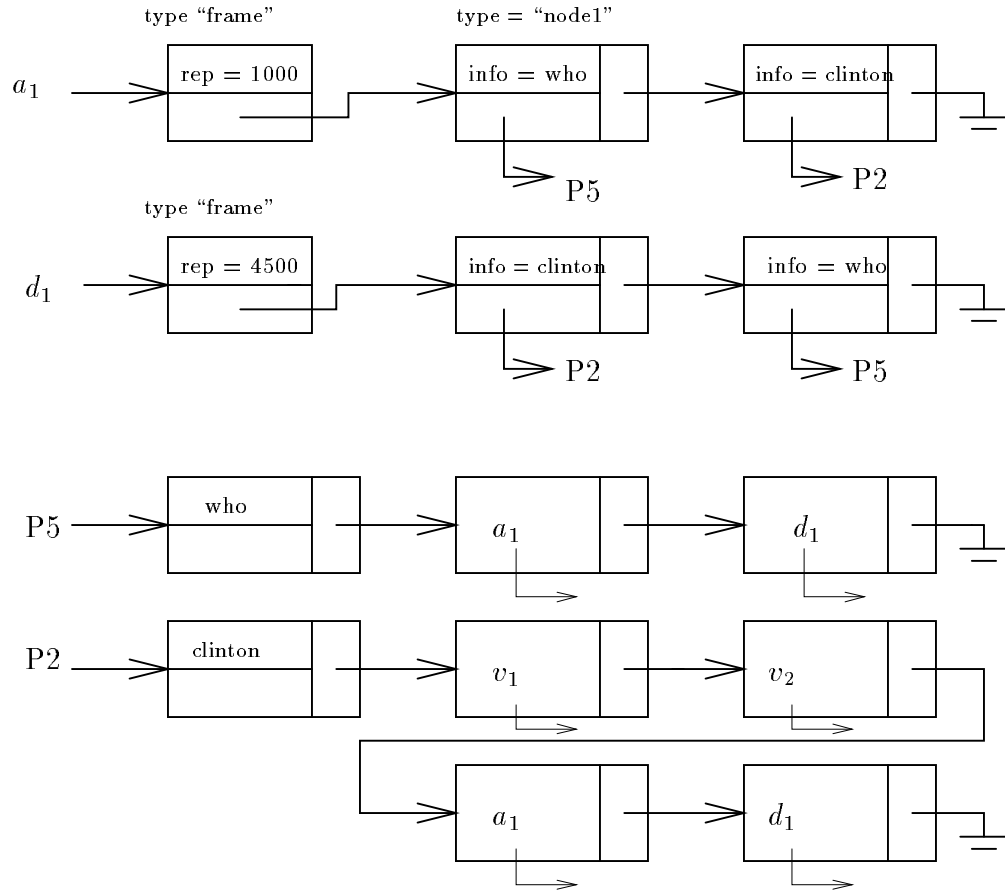 type “frame”
type = “node1”
a₁
rep = 1000
info = who
info = clinton
P5
P2
type “frame”
d₁
rep = 4500
info = clinton
info = who
P2
P5
P5
who
a₁
d₁
P2
clinton
v₁
v₂
a₁
d₁